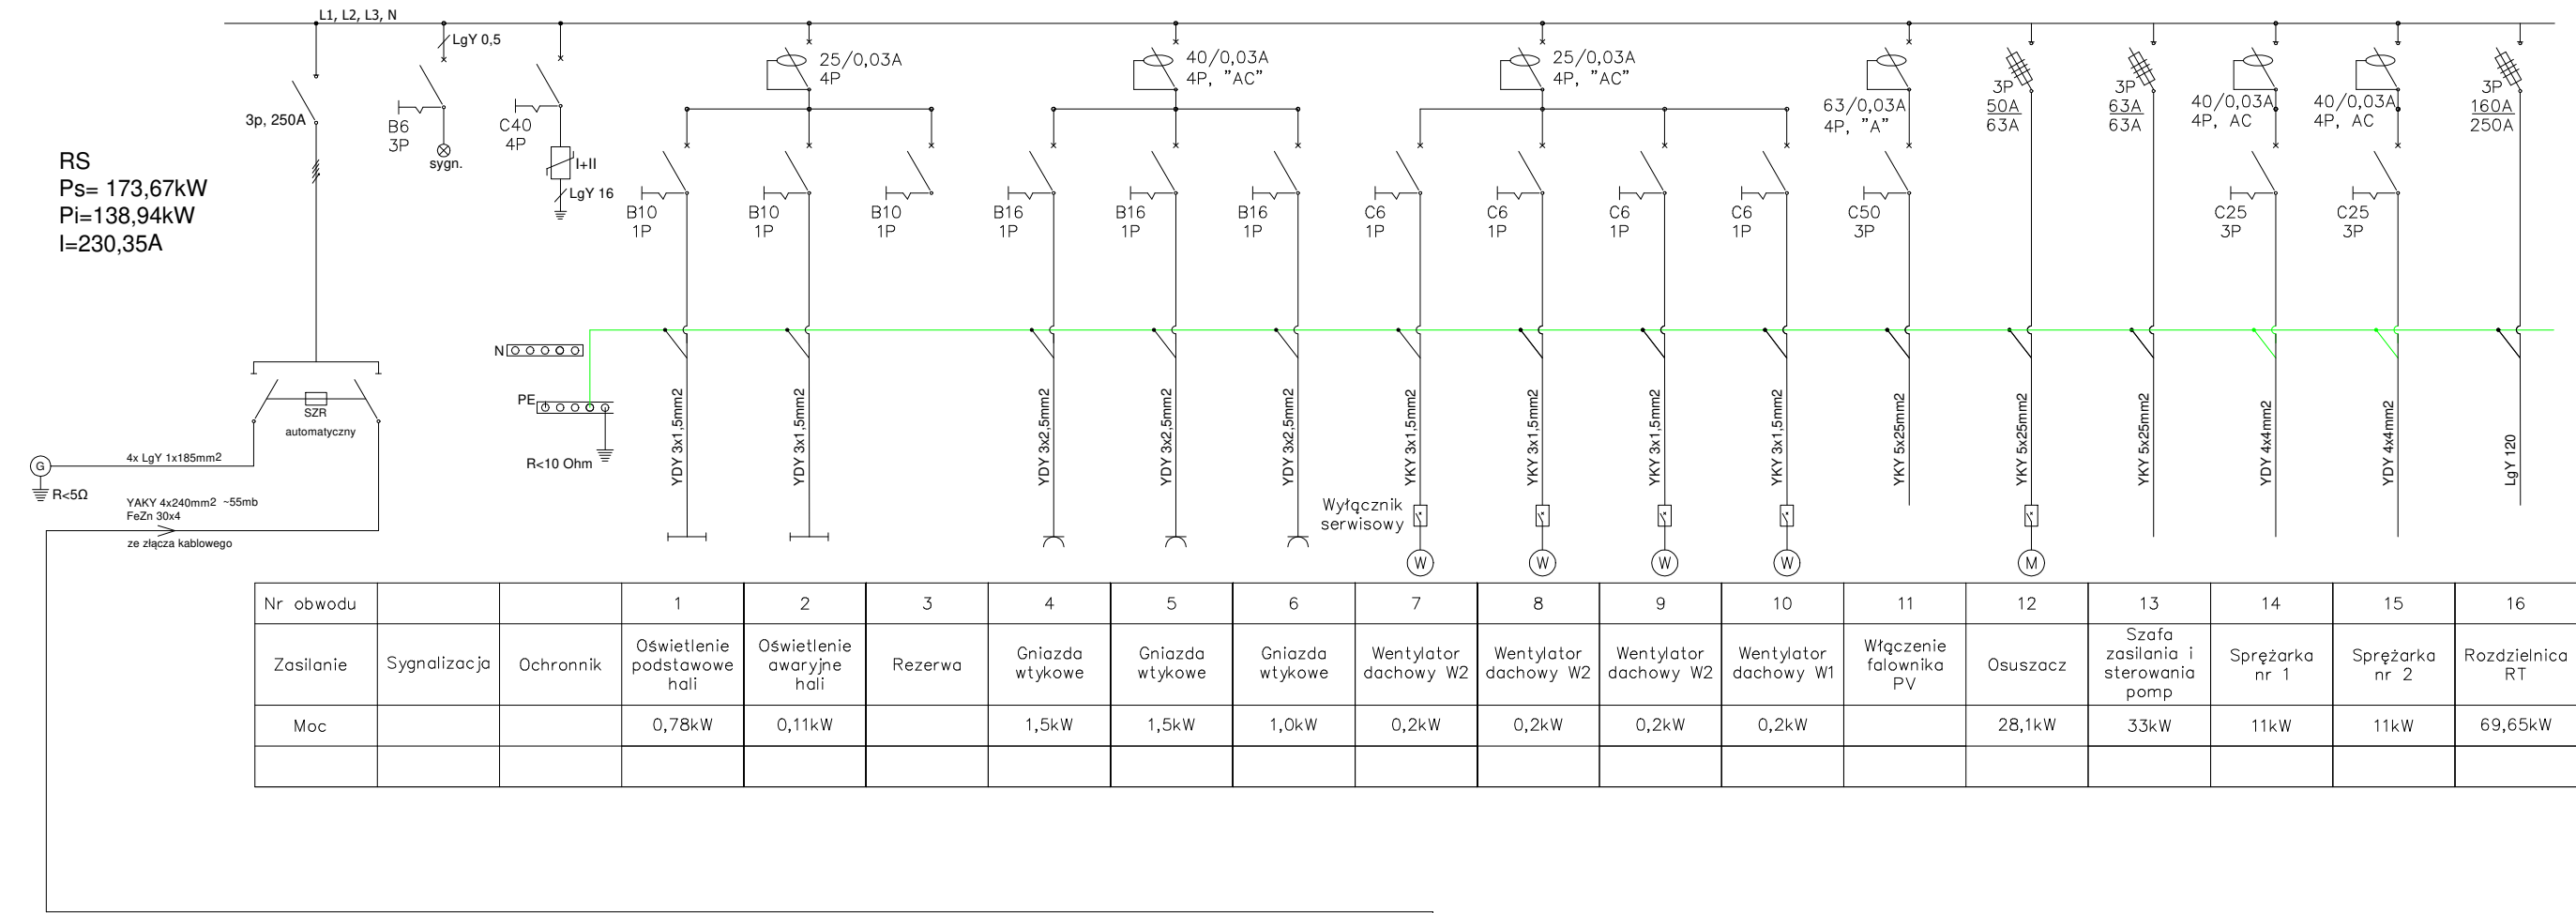 L1, L2, L3, N
LgY 0,5
25/0,03A
4P
40/0,03A
4P, "AC"
25/0,03A
4P, "AC"
63/0,03A
4P, "A"
3P
50A
63A
3P
63A
63A
40/0,03A
4P, AC
40/0,03A
4P, AC
3P
160A
250A
3p, 250A
B6
3P
sygn.
C40
4P
I+II
LgY 16
RS
Ps= 173,67kW
Pi=138,94kW
I=230,35A
B10
1P
B10
1P
B10
1P
B16
1P
B16
1P
B16
1P
C6
1P
C6
1P
C6
1P
C6
1P
C50
3P
C25
3P
C25
3P
N
PE
R<10 Ohm
SZR
automatyczny
G
4x LgY 1x185mm2
R<5Ω
YAKY 4x240mm2 ~55mb
FeZn 30x4
ze złącza kablowego
YDY 3x1,5mm2
YDY 3x1,5mm2
YDY 3x2,5mm2
YDY 3x2,5mm2
YDY 3x2,5mm2
YKY 3x1,5mm2
YKY 3x1,5mm2
YKY 3x1,5mm2
YKY 3x1,5mm2
YKY 5x25mm2
YKY 5x25mm2
YKY 5x25mm2
YDY 4x4mm2
YDY 4x4mm2
LgY 120
Wyłącznik
serwisowy
W
W
W
W
M
Nr obwodu 1 2 3 4 5 6 7 8 9 10 11 12 13 14 15 16
Zasilanie
Sygnalizacja
Ochronnik
Oświetlenie
podstawowe
hali
Oświetlenie
awaryjne
hali
Rezerwa
Gniazda
wtykowe
Gniazda
wtykowe
Gniazda
wtykowe
Wentylator
dachowy W2
Wentylator
dachowy W2
Wentylator
dachowy W2
Wentylator
dachowy W1
Włączenie
falownika
PV
Osuszacz
Szafa
zasilania i
sterowania
pomp
Sprężarka
nr 1
Sprężarka
nr 2
Rozdzielnica
RT
Moc 0,78kW 0,11kW 1,5kW 1,5kW 1,0kW 0,2kW 0,2kW 0,2kW 0,2kW 28,1kW 33kW 11kW 11kW 69,65kW